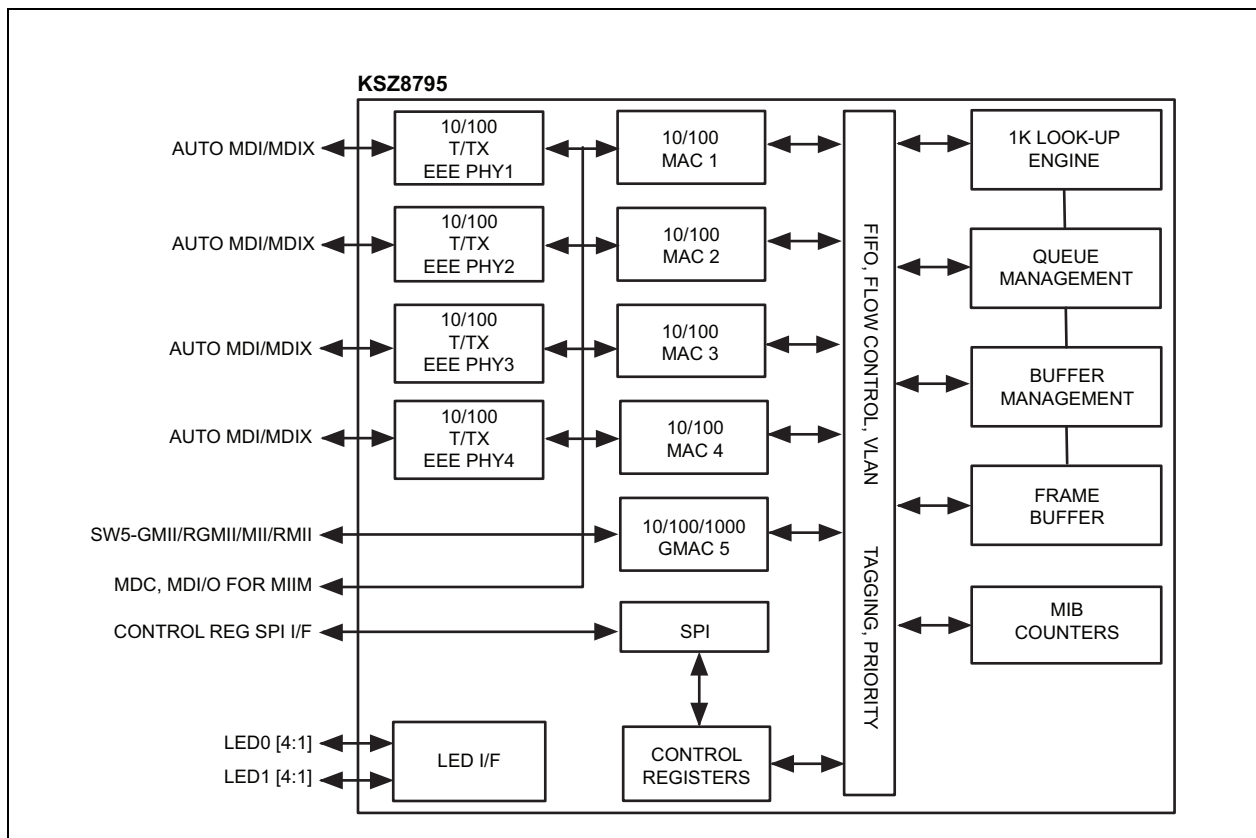 KSZ8795
AUTO MDI/MDIX
10/100
T/TX
EEE PHY1
10/100
MAC 1
1K LOOK-UP
ENGINE
AUTO MDI/MDIX
10/100
T/TX
EEE PHY2
10/100
MAC 2
QUEUE
MANAGEMENT
AUTO MDI/MDIX
10/100
T/TX
EEE PHY3
10/100
MAC 3
BUFFER
MANAGEMENT
AUTO MDI/MDIX
10/100
T/TX
EEE PHY4
10/100
MAC 4
FRAME
BUFFER
SW5-GMII/RGMII/MII/RMII
10/100/1000
GMAC 5
FIFO, FLOW CONTROL, VLAN TAGGING, PRIORITY
MDC, MDI/O FOR MIIM
CONTROL REG SPI I/F
SPI
MIB
COUNTERS
LED0 [4:1]
LED1 [4:1]
LED I/F
CONTROL
REGISTERS